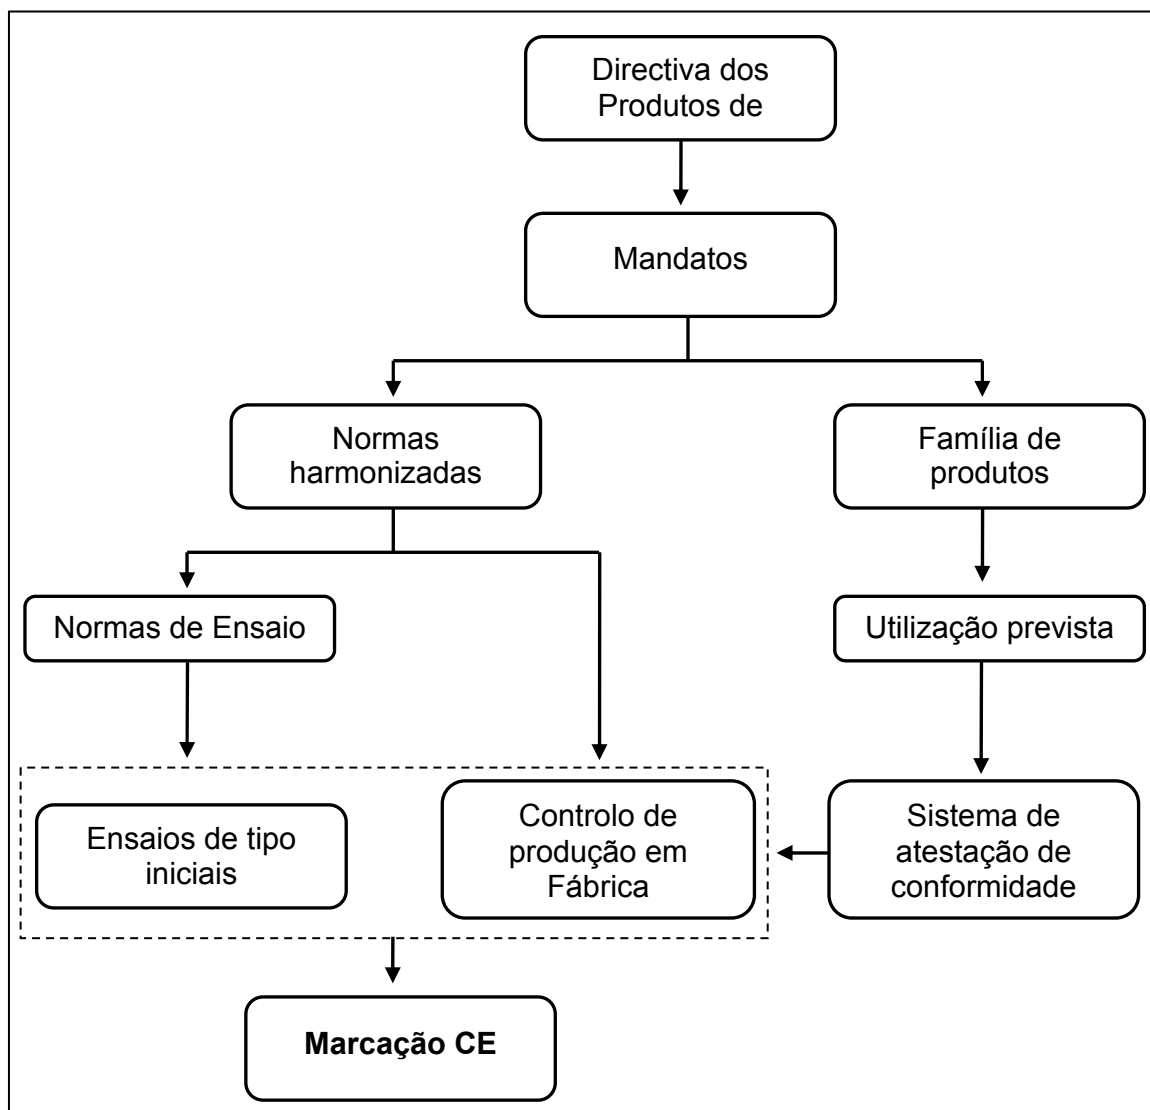 Directiva dos
Produtos de
Mandatos
Normas
harmonizadas
Família de
produtos
Normas de Ensaio
Utilização prevista
Ensaios de tipo
iniciais
Controlo de
produção em
Fábrica
Sistema de
atestação de
conformidade
Marcação CE